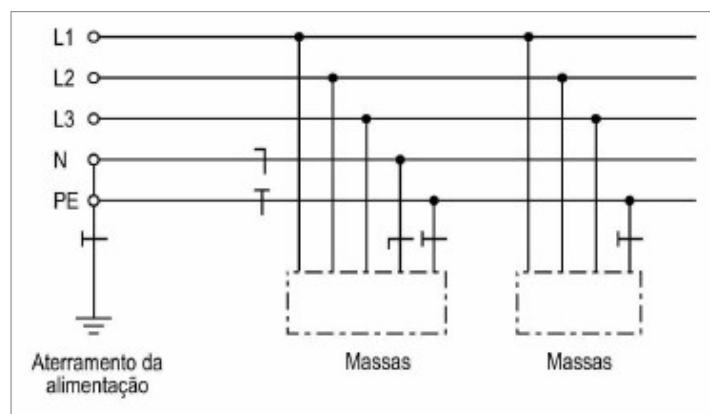 L1
L2
L3
N
PE
Aterramento da
alimentação
Massas
Massas